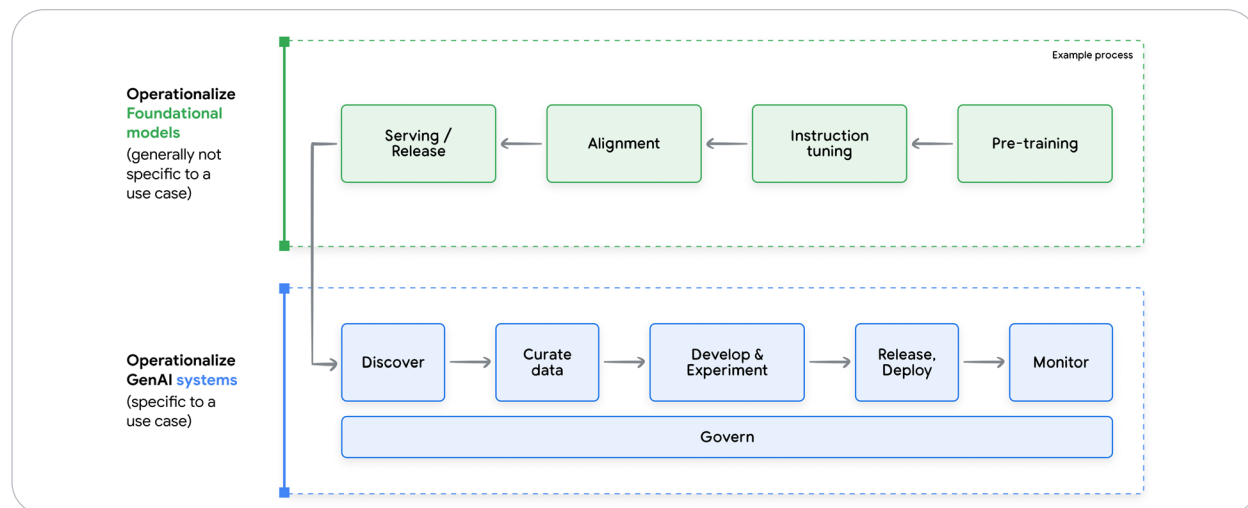 Example process
Operationalize
Foundational
models
(generally not
specific to a
use case)
Serving /
Release
Alignment
Instruction
tuning
Pre-training
Operationalize
GenAI systems
(specific to a
use case)
Discover
Curate
data
Develop &
Experiment
Release,
Deploy
Monitor
Govern